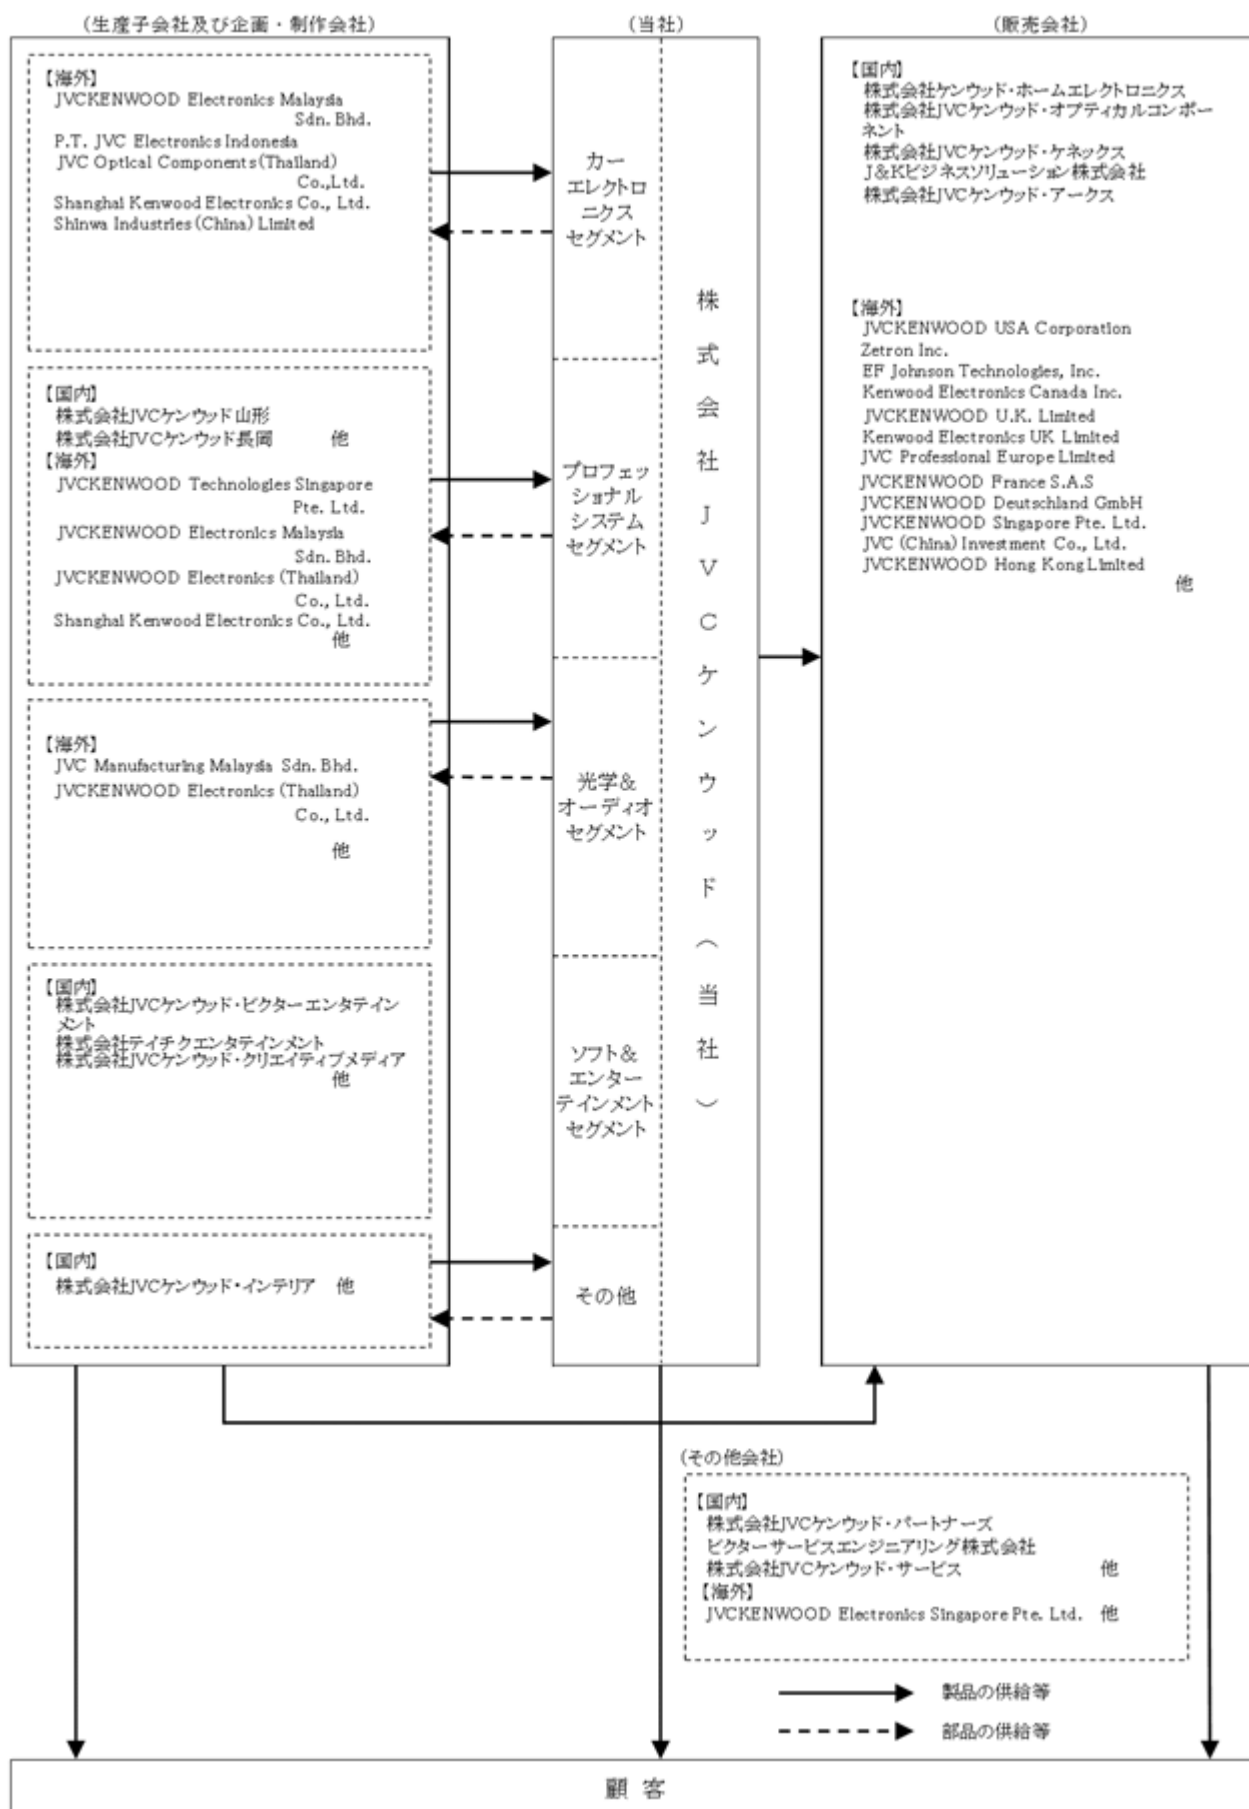 (生産子会社及び企画・制作会社)
【海外】
JVCKENWOOD Electronics Malaysia
Sdn. Bhd.
P.T. JVC Electronics Indonesia
JVC Optical Components (Thailand)
Co.,Ltd.
Shanghai Kenwood Electronics Co., Ltd.
Shinwa Industries (China) Limited
【国内】
株式会社JVCケンウッド山形
株式会社JVCケンウッド長岡 他
【海外】
JVCKENWOOD Technologies Singapore
Pte. Ltd.
JVCKENWOOD Electronics Malaysia
Sdn. Bhd.
JVCKENWOOD Electronics (Thailand)
Co., Ltd.
Shanghai Kenwood Electronics Co., Ltd.
他
【海外】
JVC Manufacturing Malaysia Sdn. Bhd.
JVCKENWOOD Electronics (Thailand)
Co., Ltd.
他
【国内】
株式会社JVCケンウッド・ビクターエンタテイン
メント
株式会社テイチクエンタテインメント
株式会社JVCケンウッド・クリエイティブメディア
他
【国内】
株式会社JVCケンウッド・インテリア 他
(当社)
カー
エレクトロ
ニクス
セグメント
プロフェッ
ショナル
システム
セグメント
光学&
オーディオ
セグメント
ソフト&
エンター
テインメント
セグメント
その他
株式会社JVCケンウッド(当社)
(販売会社)
【国内】
株式会社ケンウッド・ホームエレクトロニクス
株式会社JVCケンウッド・オプティカルコンポー
ネント
株式会社JVCケンウッド・ケネックス
J&Kビジネスソリューション株式会社
株式会社JVCケンウッド・アークス
【海外】
JVCKENWOOD USA Corporation
Zetron Inc.
EF Johnson Technologies, Inc.
Kenwood Electronics Canada Inc.
JVCKENWOOD U.K. Limited
Kenwood Electronics UK Limited
JVC Professional Europe Limited
JVCKENWOOD France S.A.S
JVCKENWOOD Deutschland GmbH
JVCKENWOOD Singapore Pte. Ltd.
JVC (China) Investment Co., Ltd.
JVCKENWOOD Hong Kong Limited
他
(その他会社)
【国内】
株式会社JVCケンウッド・パートナーズ
ビクターサービスエンジニアリング株式会社
株式会社JVCケンウッド・サービス 他
【海外】
JVCKENWOOD Electronics Singapore Pte. Ltd. 他
製品の供給等
部品の供給等
顧客